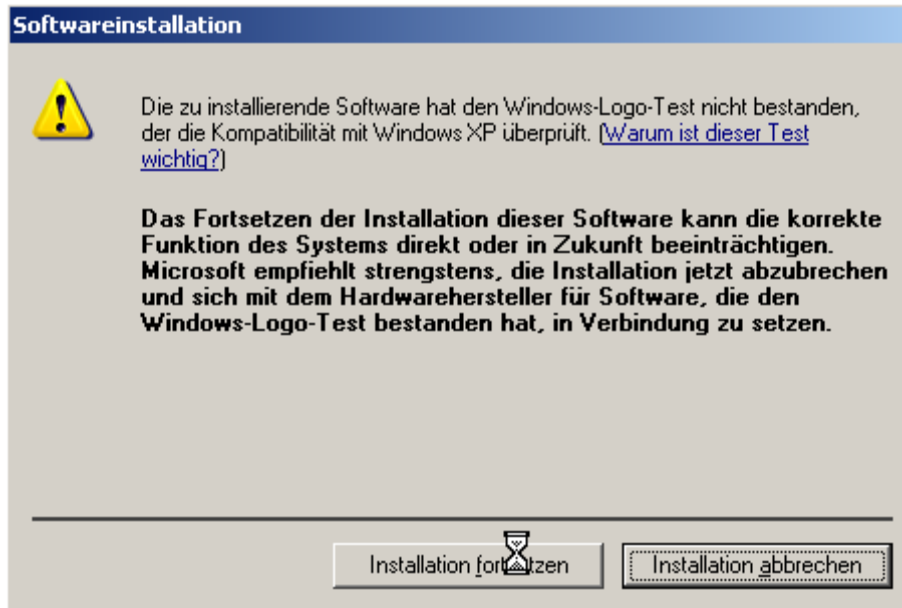 Softwareinstallation
Die zu installierende Software hat den Windows-Logo-Test nicht bestanden,
der die Kompatibilität mit Windows XP überprüft. (Warum ist dieser Test
wichtig?)
Das Fortsetzen der Installation dieser Software kann die korrekte
Funktion des Systems direkt oder in Zukunft beeinträchtigen.
Microsoft empfiehlt strengstens, die Installation jetzt abzubrechen
und sich mit dem Hardwarehersteller für Software, die den
Windows-Logo-Test bestanden hat, in Verbindung zu setzen.
Installation fortsetzen
Installation abbrechen